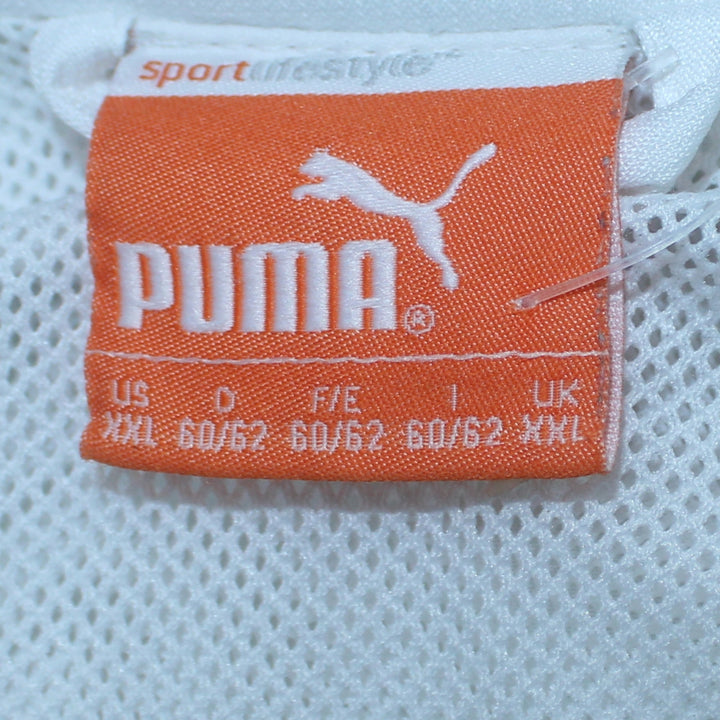 sportlifestyle
PUMA®
US D F/E I UK
XXL 60/62 60/62 60/62 XXL